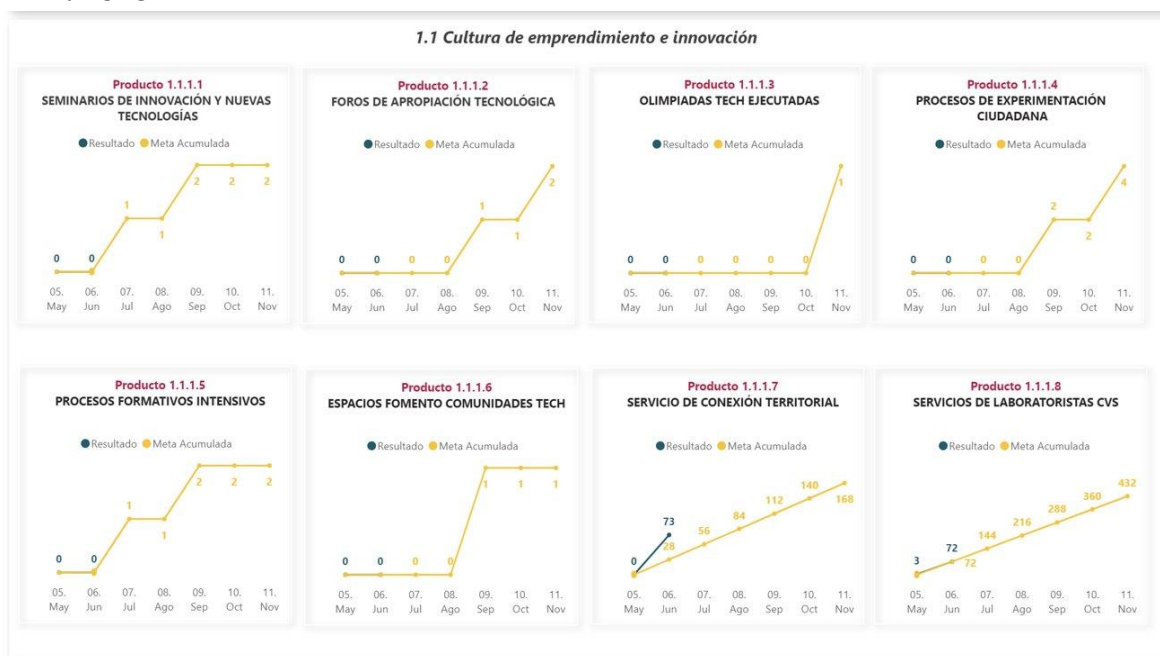 1.1 Cultura de emprendimiento e innovación
Producto 1.1.1.1
SEMINARIOS DE INNOVACIÓN Y NUEVAS
TECNOLOGÍAS
Resultado Meta Acumulada
0 0 1 1 2 2 2
05. 06. 07. 08. 09. 10. 11.
May Jun Jul Ago Sep Oct Nov
Producto 1.1.1.2
FOROS DE APROPIACIÓN TECNOLÓGICA
Resultado Meta Acumulada
0 0 0 0 1 1 2
05. 06. 07. 08. 09. 10. 11.
May Jun Jul Ago Sep Oct Nov
Producto 1.1.1.3
OLIMPIADAS TECH EJECUTADAS
Resultado Meta Acumulada
0 0 0 0 0 0 1
05. 06. 07. 08. 09. 10. 11.
May Jun Jul Ago Sep Oct Nov
Producto 1.1.1.4
PROCESOS DE EXPERIMENTACIÓN
CIUDADANA
Resultado Meta Acumulada
0 0 0 0 2 2 4
05. 06. 07. 08. 09. 10. 11.
May Jun Jul Ago Sep Oct Nov
Producto 1.1.1.5
PROCESOS FORMATIVOS INTENSIVOS
Resultado Meta Acumulada
0 0 1 1 2 2 2
05. 06. 07. 08. 09. 10. 11.
May Jun Jul Ago Sep Oct Nov
Producto 1.1.1.6
ESPACIOS FOMENTO COMUNIDADES TECH
Resultado Meta Acumulada
0 0 0 0 1 1 1
05. 06. 07. 08. 09. 10. 11.
May Jun Jul Ago Sep Oct Nov
Producto 1.1.1.7
SERVICIO DE CONEXIÓN TERRITORIAL
Resultado Meta Acumulada
0 73 28 56 84 112 140 168
05. 06. 07. 08. 09. 10. 11.
May Jun Jul Ago Sep Oct Nov
Producto 1.1.1.8
SERVICIOS DE LABORATORISTAS CVS
Resultado Meta Acumulada
3 72 72 144 216 288 360 432
05. 06. 07. 08. 09. 10. 11.
May Jun Jul Ago Sep Oct Nov